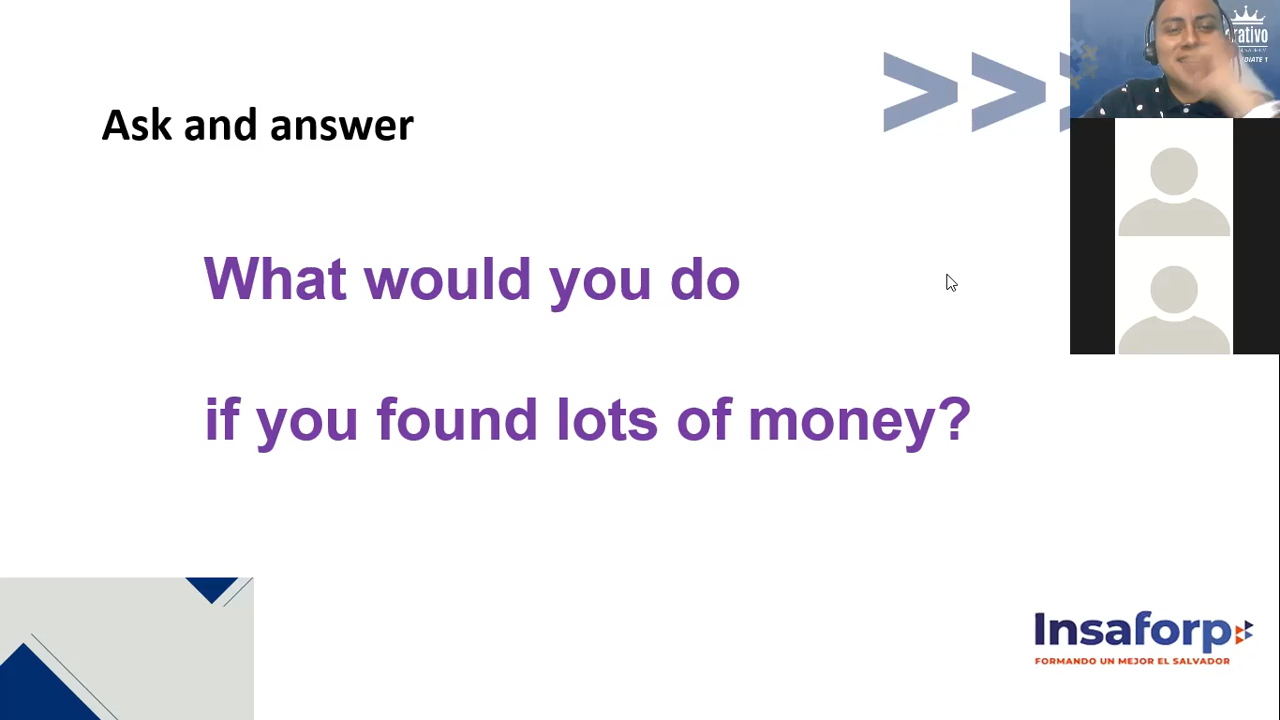 Ask and answer
What would you do
if you found lots of money?
Insaforp
FORMANDO UN MEJOR EL SALVADOR